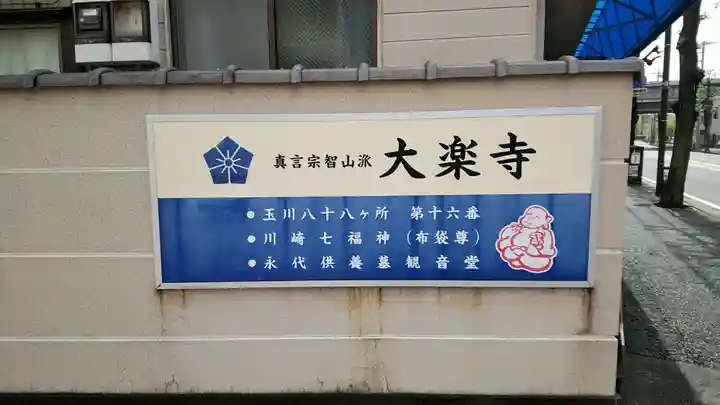 真言宗智山派 大楽寺
● 玉川八十八ヶ所 第十六番
● 川崎七福神（布袋尊）
● 永代供養墓観音堂